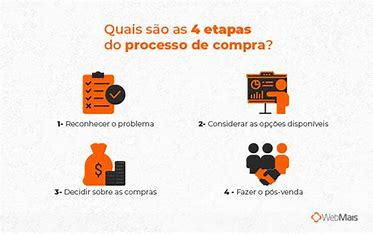 Quais são as 4 etapas
do processo de compra?
1- Reconhecer o problema
2- Considerar as opções disponíveis
3- Decidir sobre as compras
4 - Fazer o pós-venda
WebMais